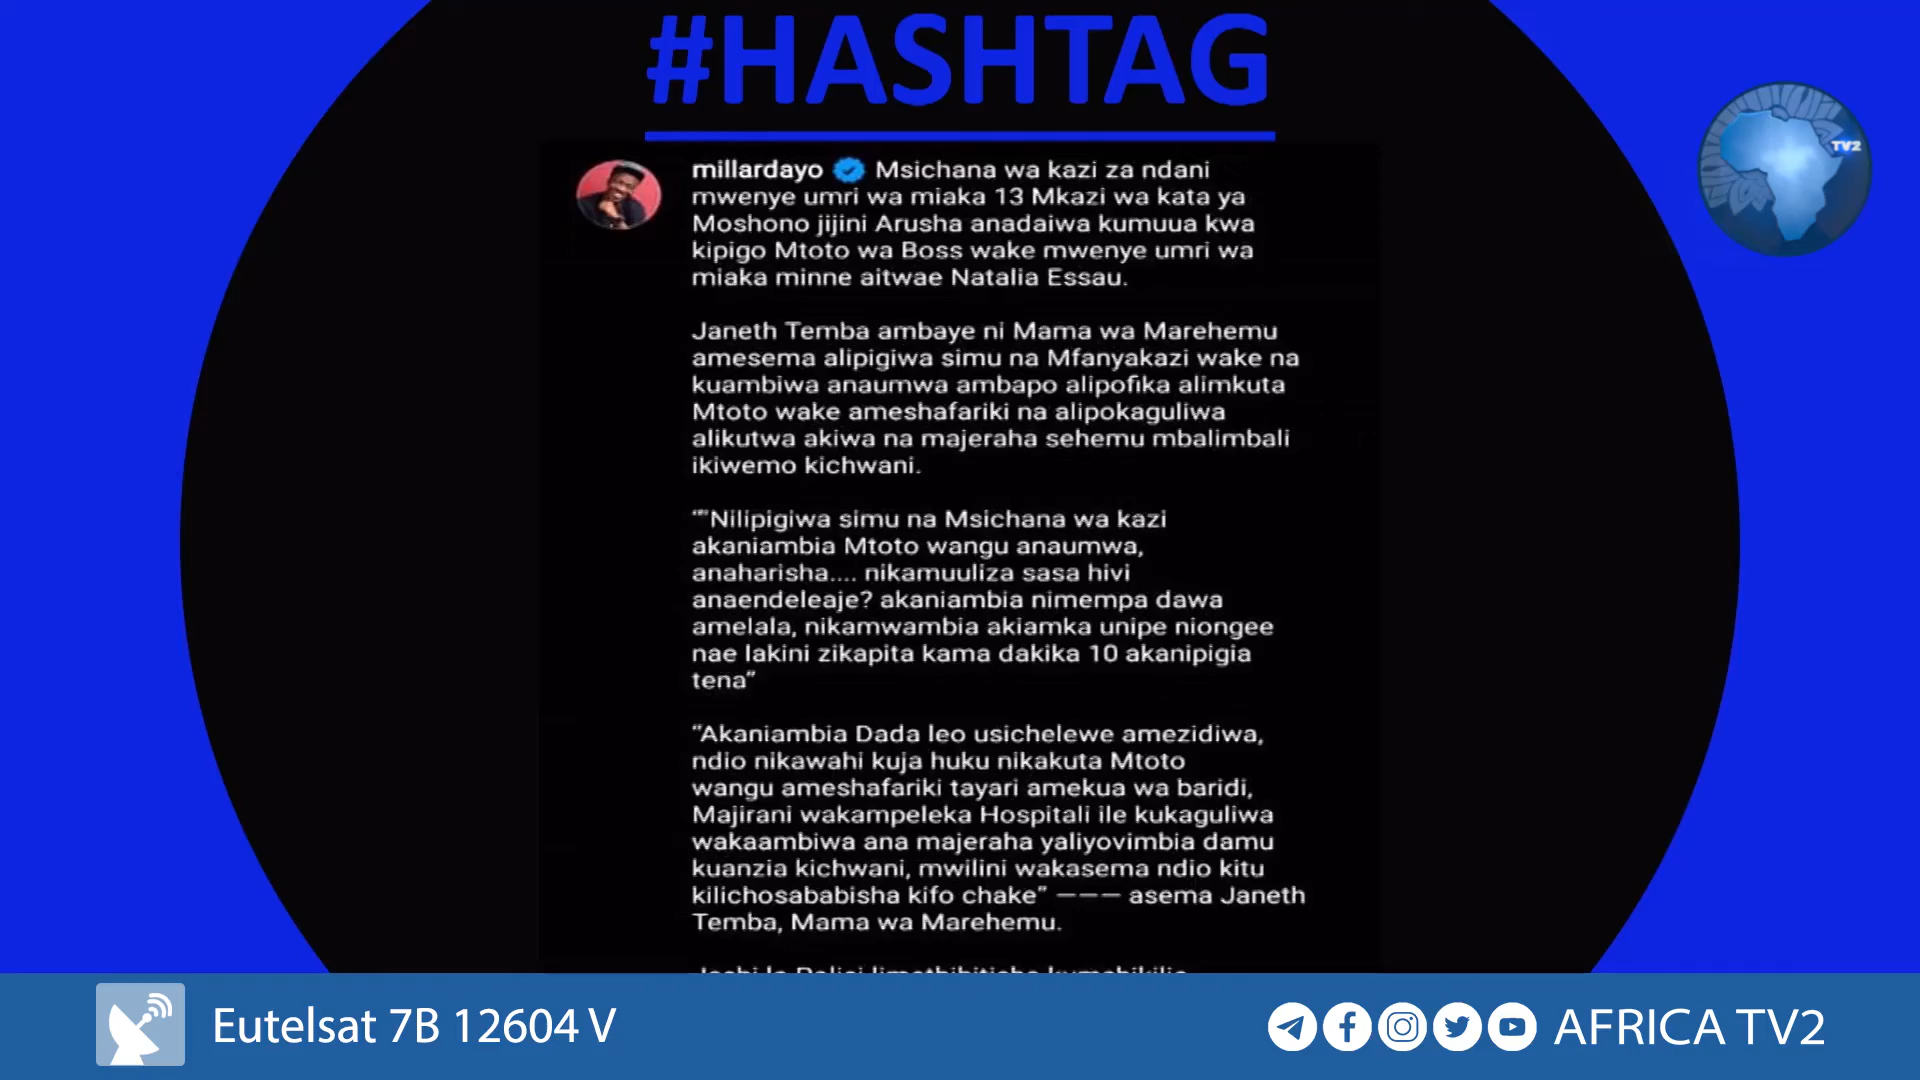 #HASHTAG
TV2
millardayo Msichana wa kazi za ndani
mwenye umri wa miaka 13 Mkazi wa kata ya
Moshono jijini Arusha anadaiwa kumuua kwa
kipigo Mtoto wa Boss wake mwenye umri wa
miaka minne aitwae Natalia Essau.
Janeth Temba ambaye ni Mama wa Marehemu
amesema alipigiwa simu na Mfanyakazi wake na
kuambiwa anaumwa ambapo alipofika alimkuta
Mtoto wake ameshafariki na alipokaguliwa
alikutwa akiwa na majeraha sehemu mbalimbali
ikiwemo kichwani.
“"Nilipigiwa simu na Msichana wa kazi
akaniambia Mtoto wangu anaumwa,
anaharisha.... nikamuuliza sasa hivi
anaendeleaje? akaniambia nimempa dawa
amelala, nikamwambia akiamka unipe niongee
nae lakini zikapita kama dakika 10 akanipigia
tena”
“Akaniambia Dada leo usichelewe amezidiwa,
ndio nikawahi kuja huku nikakuta Mtoto
wangu ameshafariki tayari amekua wa baridi,
Majirani wakampeleka Hospitali ile kukaguliwa
wakaambiwa ana majeraha yaliyovimbia damu
kuanzia kichwani, mwilini wakasema ndio kitu
kilichosababisha kifo chake” ——— asema Janeth
Temba, Mama wa Marehemu.
Eutelsat 7B 12604 V
AFRICA TV2